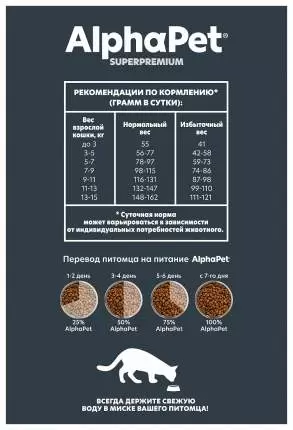 AlphaPet®
SUPERPREMIUM
РЕКОМЕНДАЦИИ ПО КОРМЛЕНИЮ*
(ГРАММ В СУТКИ):
Вес взрослой кошки, кг | Нормальный вес | Избыточный вес
до 3 55 41
3-5 56-77 42-58
5-7 78-97 59-73
7-9 98-115 74-86
9-11 116-131 87-98
11-13 132-147 99-110
13-15 148-162 111-121
* Суточная норма
может варьироваться в зависимости
от индивидуальных потребностей животного.
Перевод питомца на питание AlphaPet®
1-2 день 3-4 день 5-6 день с 7-го дня
25% 50% 75% 100%
AlphaPet AlphaPet AlphaPet AlphaPet
ВСЕГДА ДЕРЖИТЕ СВЕЖУЮ
ВОДУ В МИСКЕ ВАШЕГО ПИТОМЦА!